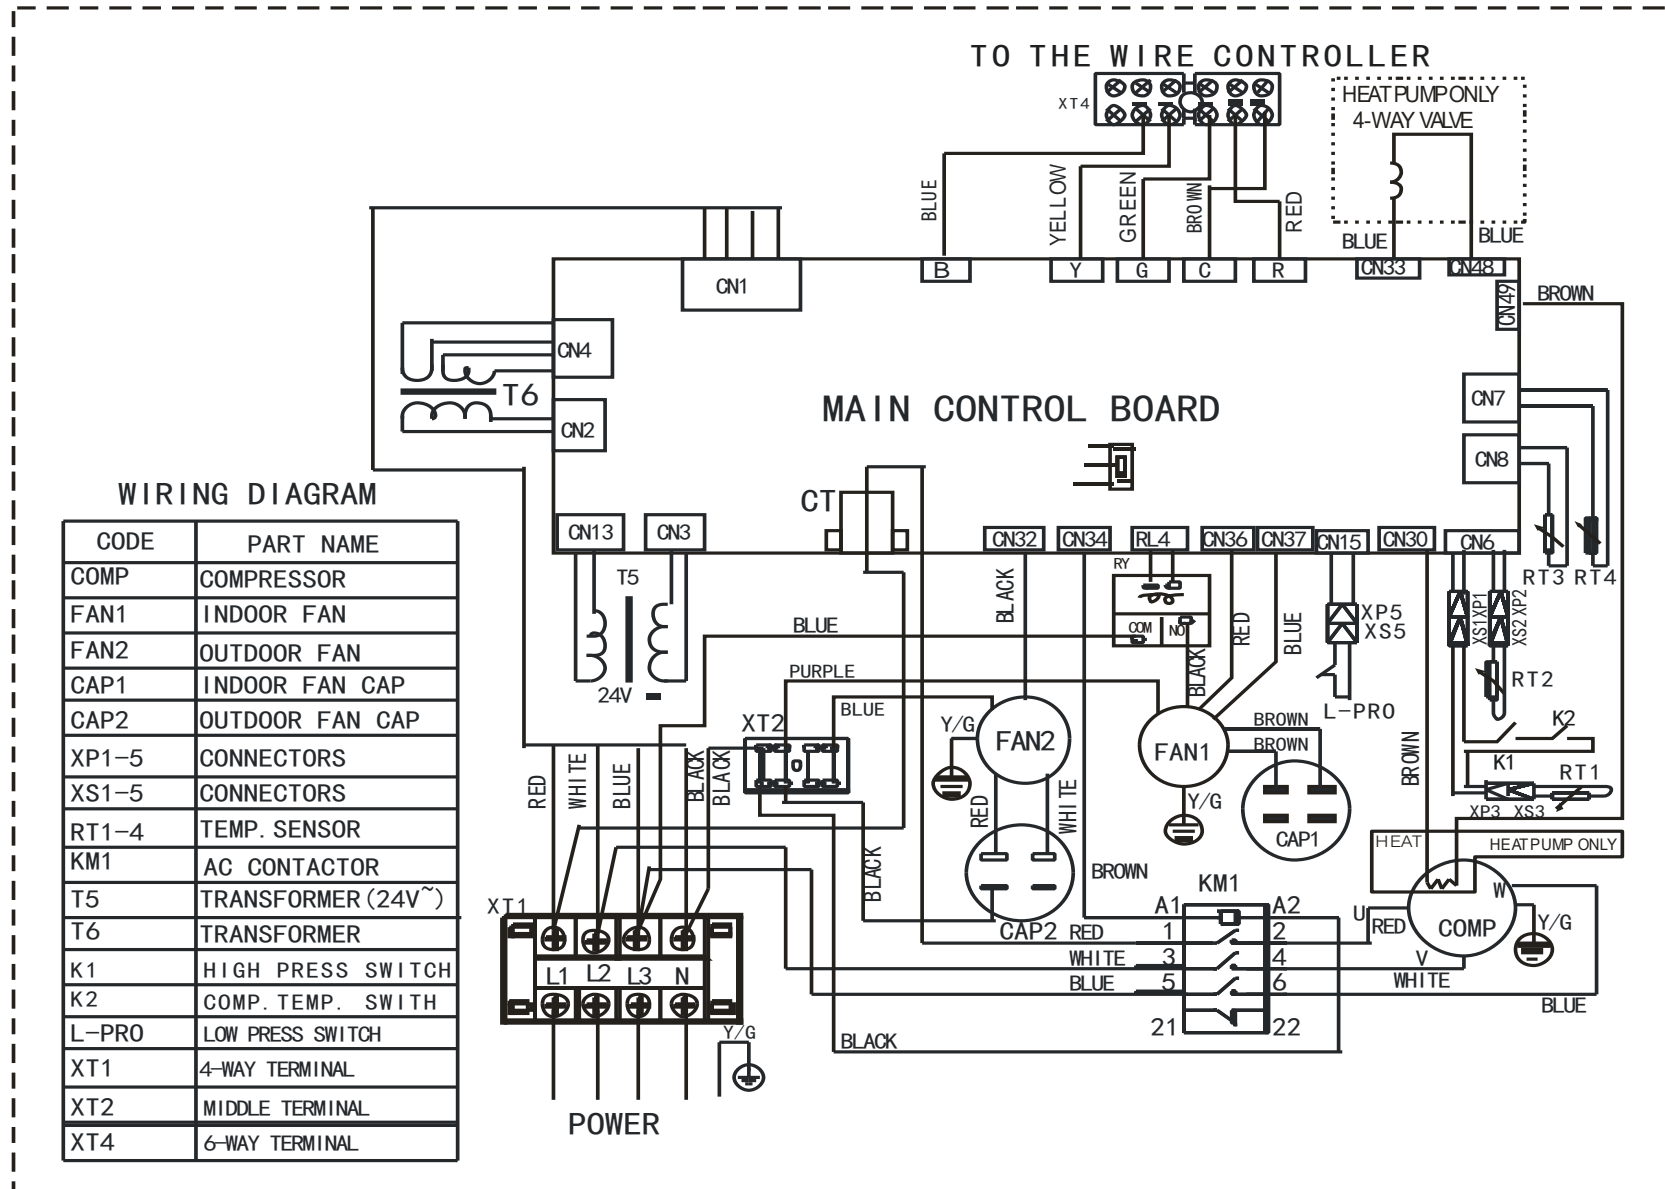 TO THE WIRE CONTROLLER
XT4
HEAT PUMP ONLY
4-WAY VALVE
BLUE
YELLOW
GREEN
BROWN
RED
BLUE
BLUE
CN1
B
Y
G
C
R
CN33
CN48
CN49
BROWN
CN4
T6
CN2
MAIN CONTROL BOARD
CN7
CN8
CT
CN13
CN3
CN32
CN34
RL4
CN36
CN37
CN15
CN30
CN6
RT3
RT4
T5
24V
RY
COM
NO
BLACK
RED
BLUE
BLACK
XP5
XS5
L-PRO
XS1
XP1
XS2
XP2
RT2
K2
K1
RT1
XP3
XS3
BLUE
PURPLE
XT2
BLUE
Y/G
FAN2
FAN1
BROWN
BROWN
Y/G
CAP1
RED
WHITE
BLUE
BLACK
BLACK
BLACK
RED
WHITE
CAP2
BROWN
BROWN
HEAT
HEAT PUMP ONLY
KM1
A1
A2
RED
1
2
WHITE
3
4
BLUE
5
6
21
22
U
RED
COMP
W
Y/G
V
WHITE
BLUE
BLACK
XT1
L1
L2
L3
N
Y/G
POWER
WIRING DIAGRAM
CODE PART NAME
COMP COMPRESSOR
FAN1 INDOOR FAN
FAN2 OUTDOOR FAN
CAP1 INDOOR FAN CAP
CAP2 OUTDOOR FAN CAP
XP1-5 CONNECTORS
XS1-5 CONNECTORS
RT1-4 TEMP. SENSOR
KM1 AC CONTACTOR
T5 TRANSFORMER(24V~)
T6 TRANSFORMER
K1 HIGH PRESS SWITCH
K2 COMP. TEMP. SWITH
L-PRO LOW PRESS SWITCH
XT1 4-WAY TERMINAL
XT2 MIDDLE TERMINAL
XT4 6-WAY TERMINAL